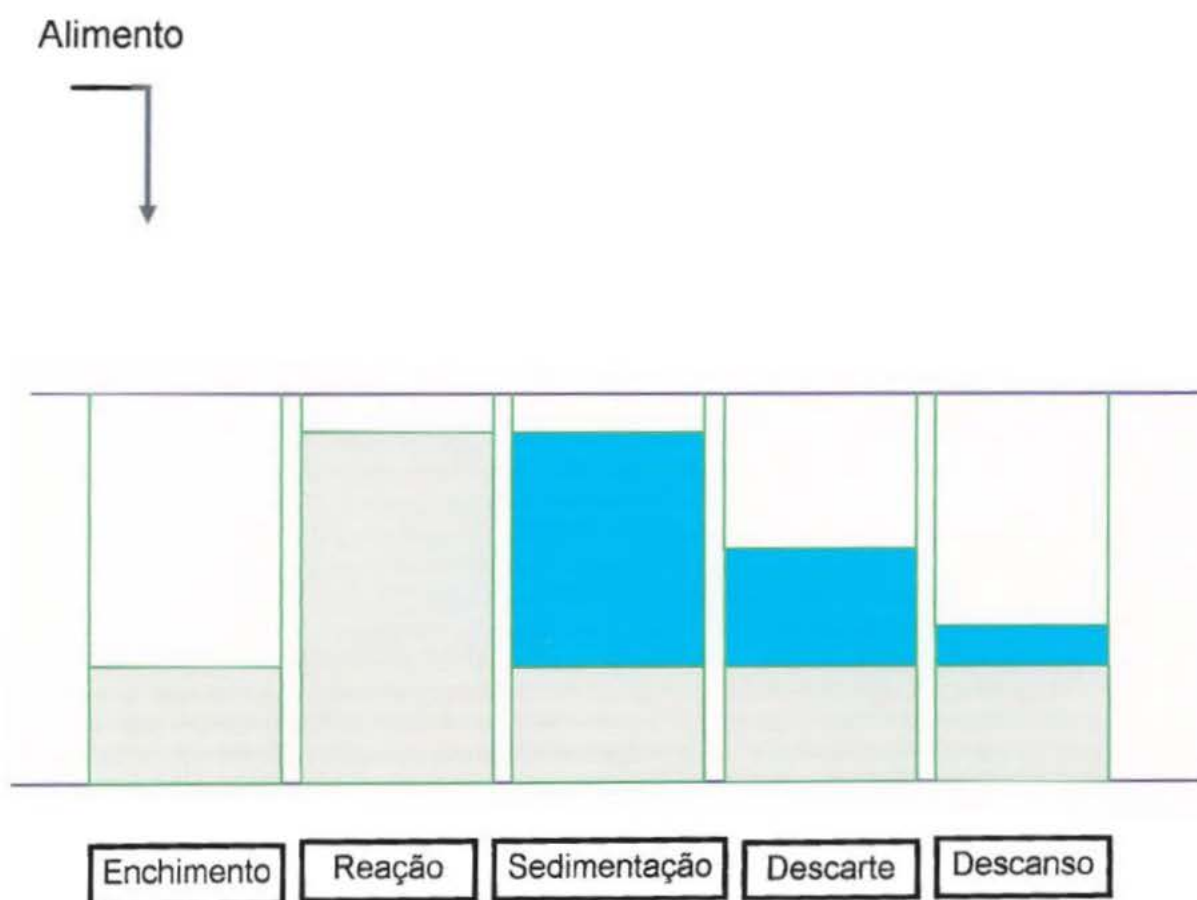 Alimento
Enchimento
Reação
Sedimentação
Descarte
Descanso